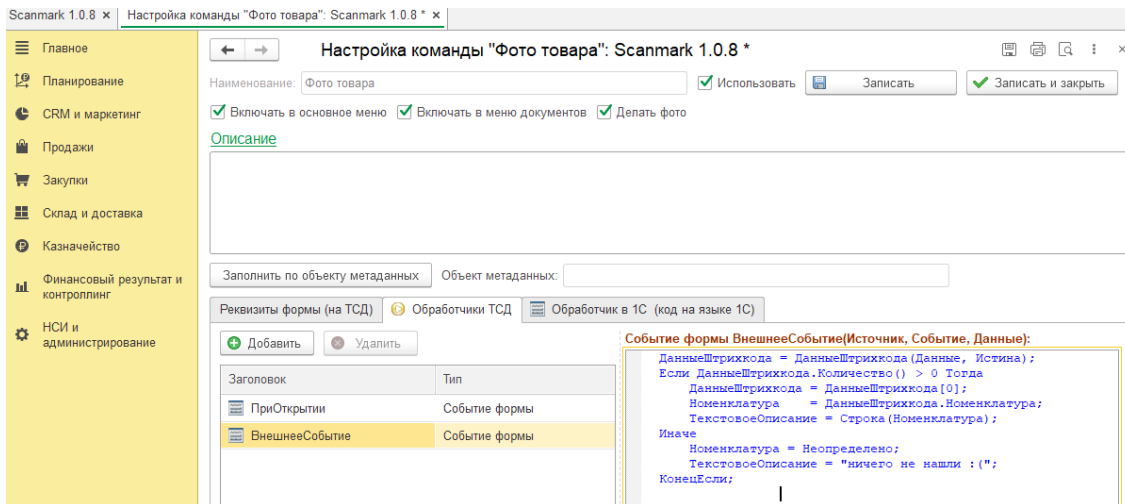 Scanmark 1.0.8 × Настройка команды "Фото товара": Scanmark 1.0.8 * ×
Главное
Планирование
CRM и маркетинг
Продажи
Закупки
Склад и доставка
Казначейство
Финансовый результат и
контроллинг
НСИ и
администрирование
Настройка команды "Фото товара": Scanmark 1.0.8 *
Наименование: Фото товара Использовать Записать Записать и закрыть
Включать в основное меню Включать в меню документов Делать фото
Описание
Заполнить по объекту метаданных Объект метаданных:
Реквизиты формы (на ТСД) Обработчики ТСД Обработчик в 1С (код на языке 1С)
Добавить Удалить
Заголовок Тип
ПриОткрытии Событие формы
ВнешнееСобытие Событие формы
Событие формы ВнешнееСобытие(Источник, Событие, Данные):
ДанныеШтрихкода = ДанныеШтрихкода(Данные, Истина);
Если ДанныеШтрихкода.Количество() > 0 Тогда
ДанныеШтрихкода = ДанныеШтрихкода[0];
Номенклатура = ДанныеШтрихкода.Номенклатура;
ТекстовоеОписание = Строка(Номенклатура);
Иначе
Номенклатура = Неопределено;
ТекстовоеОписание = "ничего не нашли :(";
КонецЕсли;